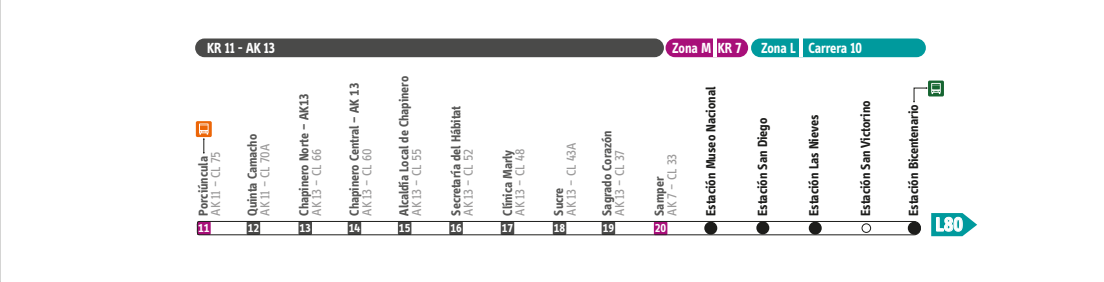 KR 11 - AK 13
Zona M
KR 7
Zona L
Carrera 10
Porciúncula
AK 11 – CL 75
Quinta Camacho
AK 11 – CL 70A
Chapinero Norte – AK13
AK 13 – CL 66
Chapinero Central – AK 13
AK 13 – CL 60
Alcaldía Local de Chapinero
AK 13 – CL 55
Secretaría del Hábitat
AK 13 – CL 52
Clínica Marly
AK 13 – CL 48
Sucre
AK 13 – CL 43A
Sagrado Corazón
AK 13 – CL 37
Samper
AK 7 – CL 33
Estación Museo Nacional
Estación San Diego
Estación Las Nieves
Estación San Victorino
Estación Bicentenario
11
12
13
14
15
16
17
18
19
20
L80